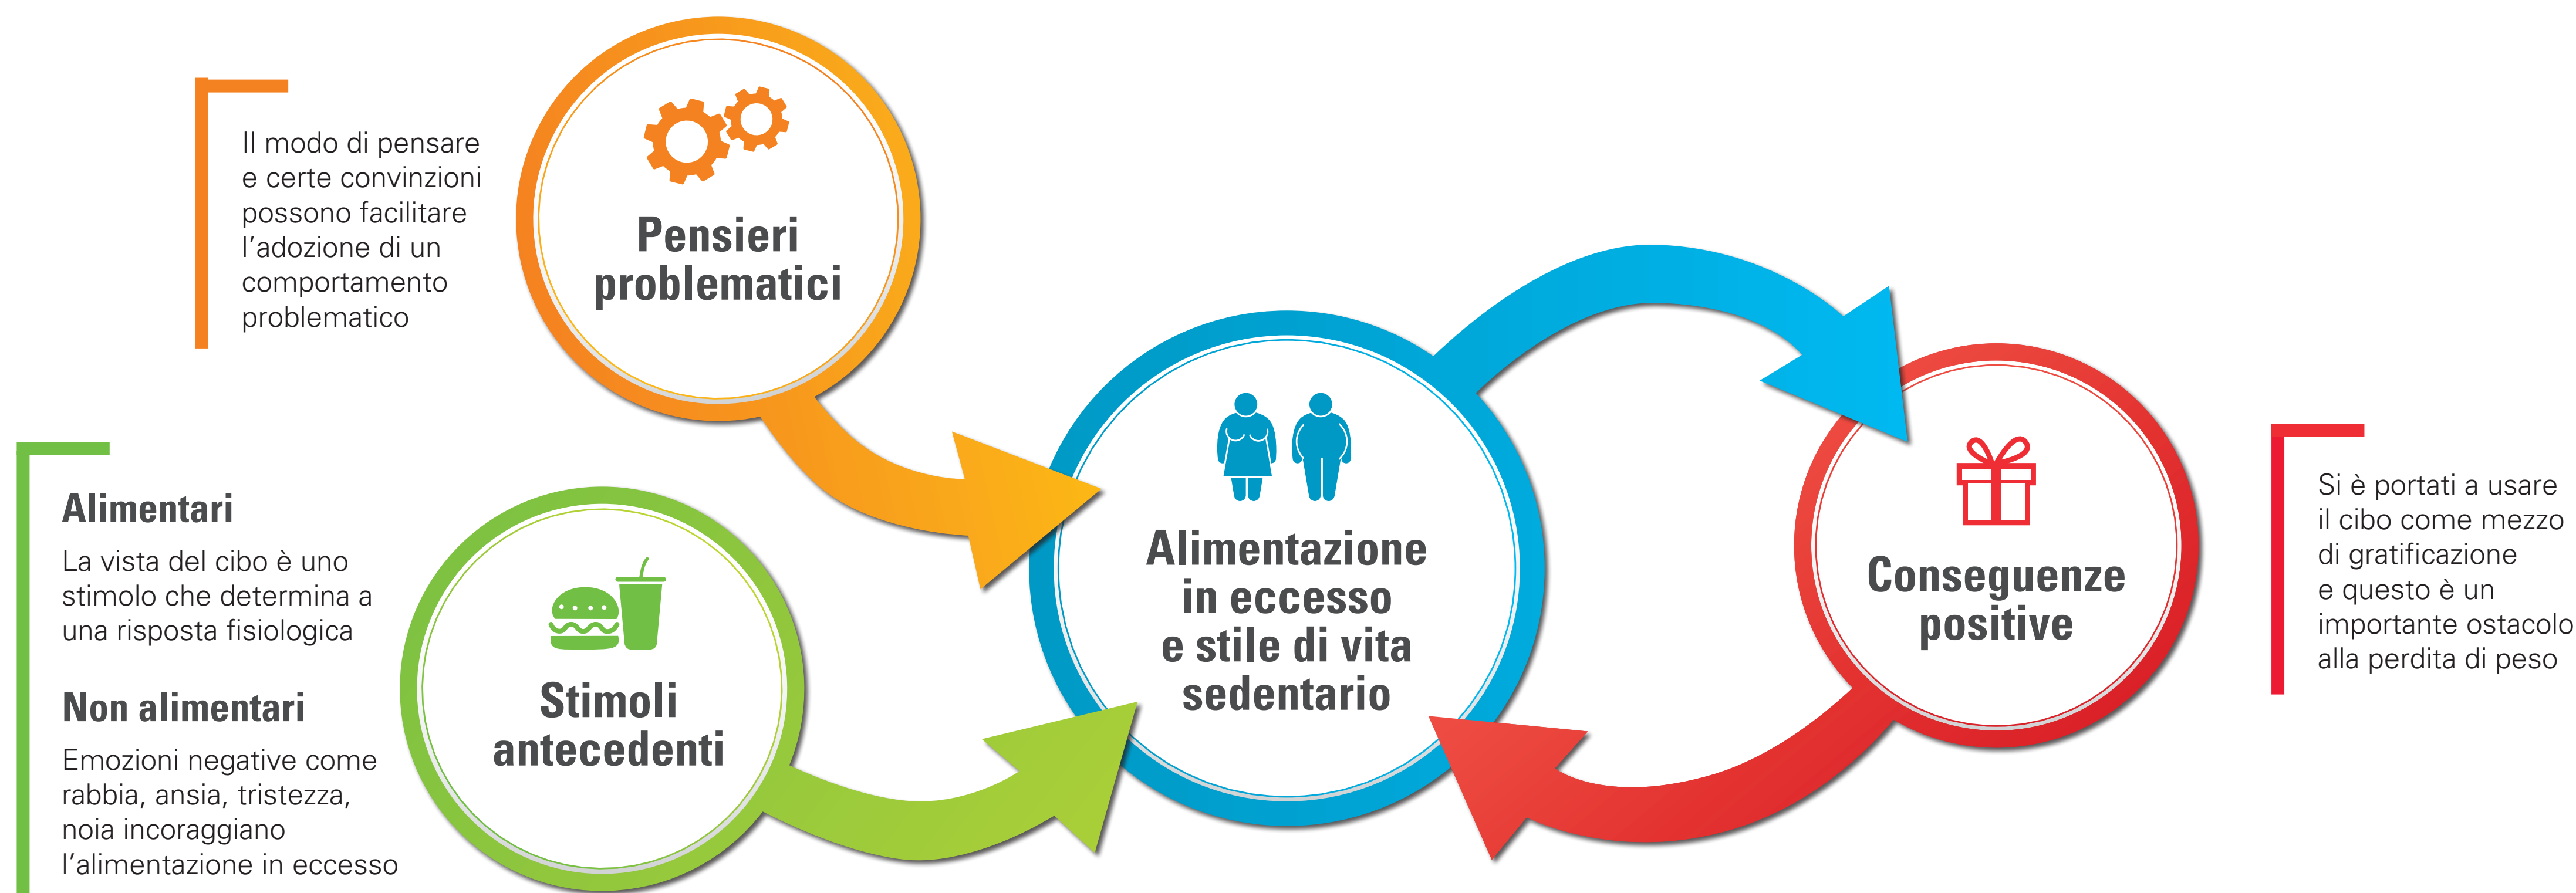 Il modo di pensare
e certe convinzioni
possono facilitare
l’adozione di un
comportamento
problematico
Pensieri
problematici
Alimentari
La vista del cibo è uno
stimolo che determina a
una risposta fisiologica
Non alimentari
Emozioni negative come
rabbia, ansia, tristezza,
noia incoraggiano
l’alimentazione in eccesso
Stimoli
antecedenti
Alimentazione
in eccesso
e stile di vita
sedentario
Conseguenze
positive
Si è portati a usare
il cibo come mezzo
di gratificazione
e questo è un
importante ostacolo
alla perdita di peso